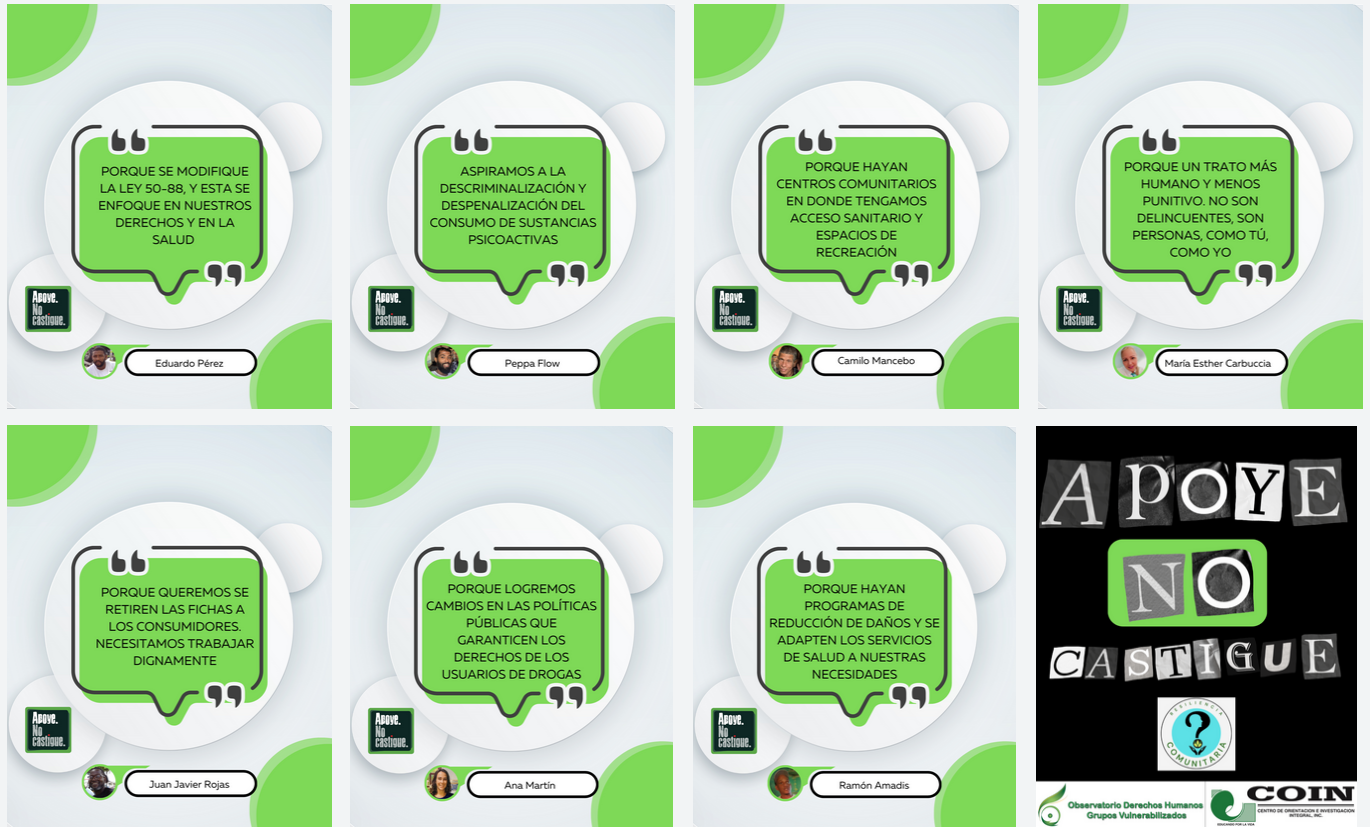 PORQUE SE MODIFIQUE
LA LEY 50-88, Y ESTA SE
ENFOQUE EN NUESTROS
DERECHOS Y EN LA
SALUD
Apoye.
No
castigue.
Eduardo Pérez
ASPIRAMOS A LA
DESCRIMINALIZACIÓN Y
DESPENALIZACIÓN DEL
CONSUMO DE SUSTANCIAS
PSICOACTIVAS
Apoye.
No
castigue.
Peppa Flow
PORQUE HAYAN
CENTROS COMUNITARIOS
EN DONDE TENGAMOS
ACCESO SANITARIO Y
ESPACIOS DE
RECREACIÓN
Apoye.
No
castigue.
Camilo Mancebo
PORQUE UN TRATO MÁS
HUMANO Y MENOS
PUNITIVO. NO SON
DELINCUENTES, SON
PERSONAS, COMO TÚ,
COMO YO
Apoye.
No
castigue.
María Esther Carbuccia
PORQUE QUEREMOS SE
RETIREN LAS FICHAS A
LOS CONSUMIDORES.
NECESITAMOS TRABAJAR
DIGNAMENTE
Apoye.
No
castigue.
Juan Javier Rojas
PORQUE LOGREMOS
CAMBIOS EN LAS POLÍTICAS
PÚBLICAS QUE
GARANTICEN LOS
DERECHOS DE LOS
USUARIOS DE DROGAS
Apoye.
No
castigue.
Ana Martín
PORQUE HAYAN
PROGRAMAS DE
REDUCCIÓN DE DAÑOS Y SE
ADAPTEN LOS SERVICIOS
DE SALUD A NUESTRAS
NECESIDADES
Apoye.
No
castigue.
Ramón Amadis
APOYE
NO
CASTIGUE
RESILIENCIA
COMUNITARIA
Observatorio Derechos Humanos
Grupos Vulnerabilizados
COIN
CENTRO DE ORIENTACION E INVESTIGACION
INTEGRAL, INC.
EDUCANDO POR LA VIDA